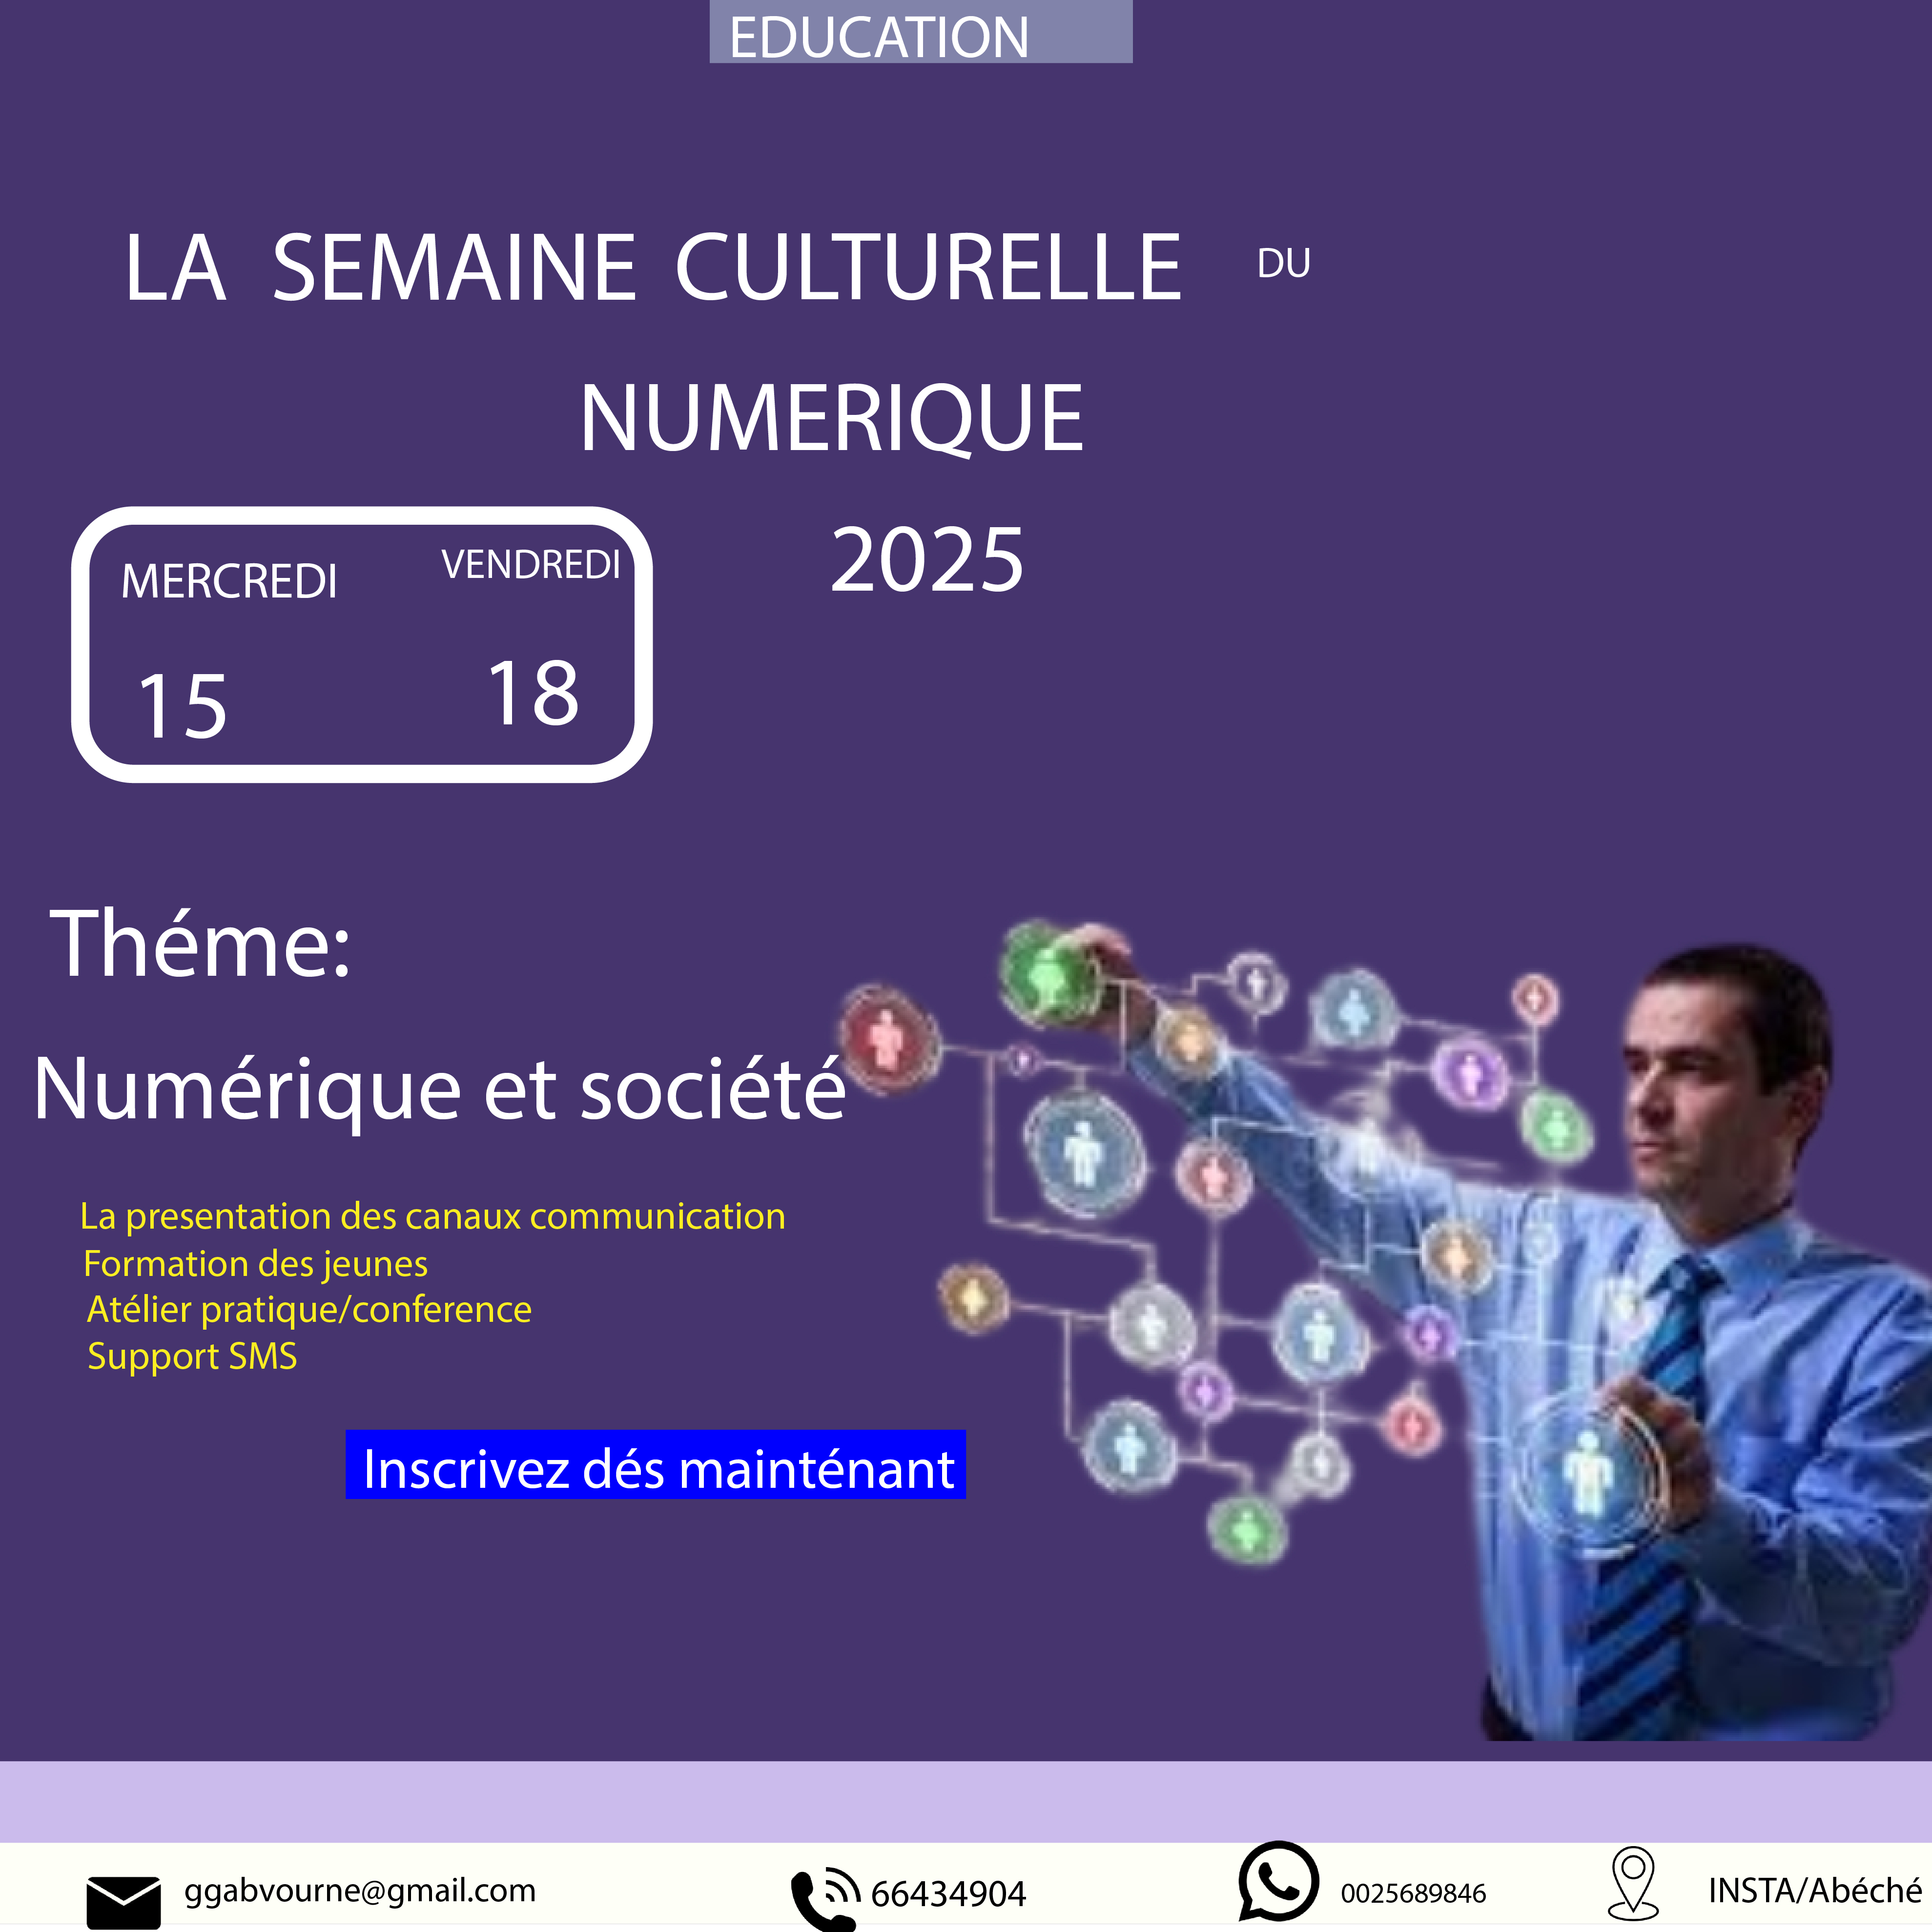 EDUCATION
LA SEMAINE CULTURELLE DU
NUMERIQUE
2025
MERCREDI VENDREDI
15 18
Théme:
Numérique et société
La presentation des canaux communication
Formation des jeunes
Atélier pratique/conference
Support SMS
Inscrivez dés mainténant
ggabvourne@gmail.com 66434904 0025689846 INSTA/Abéché